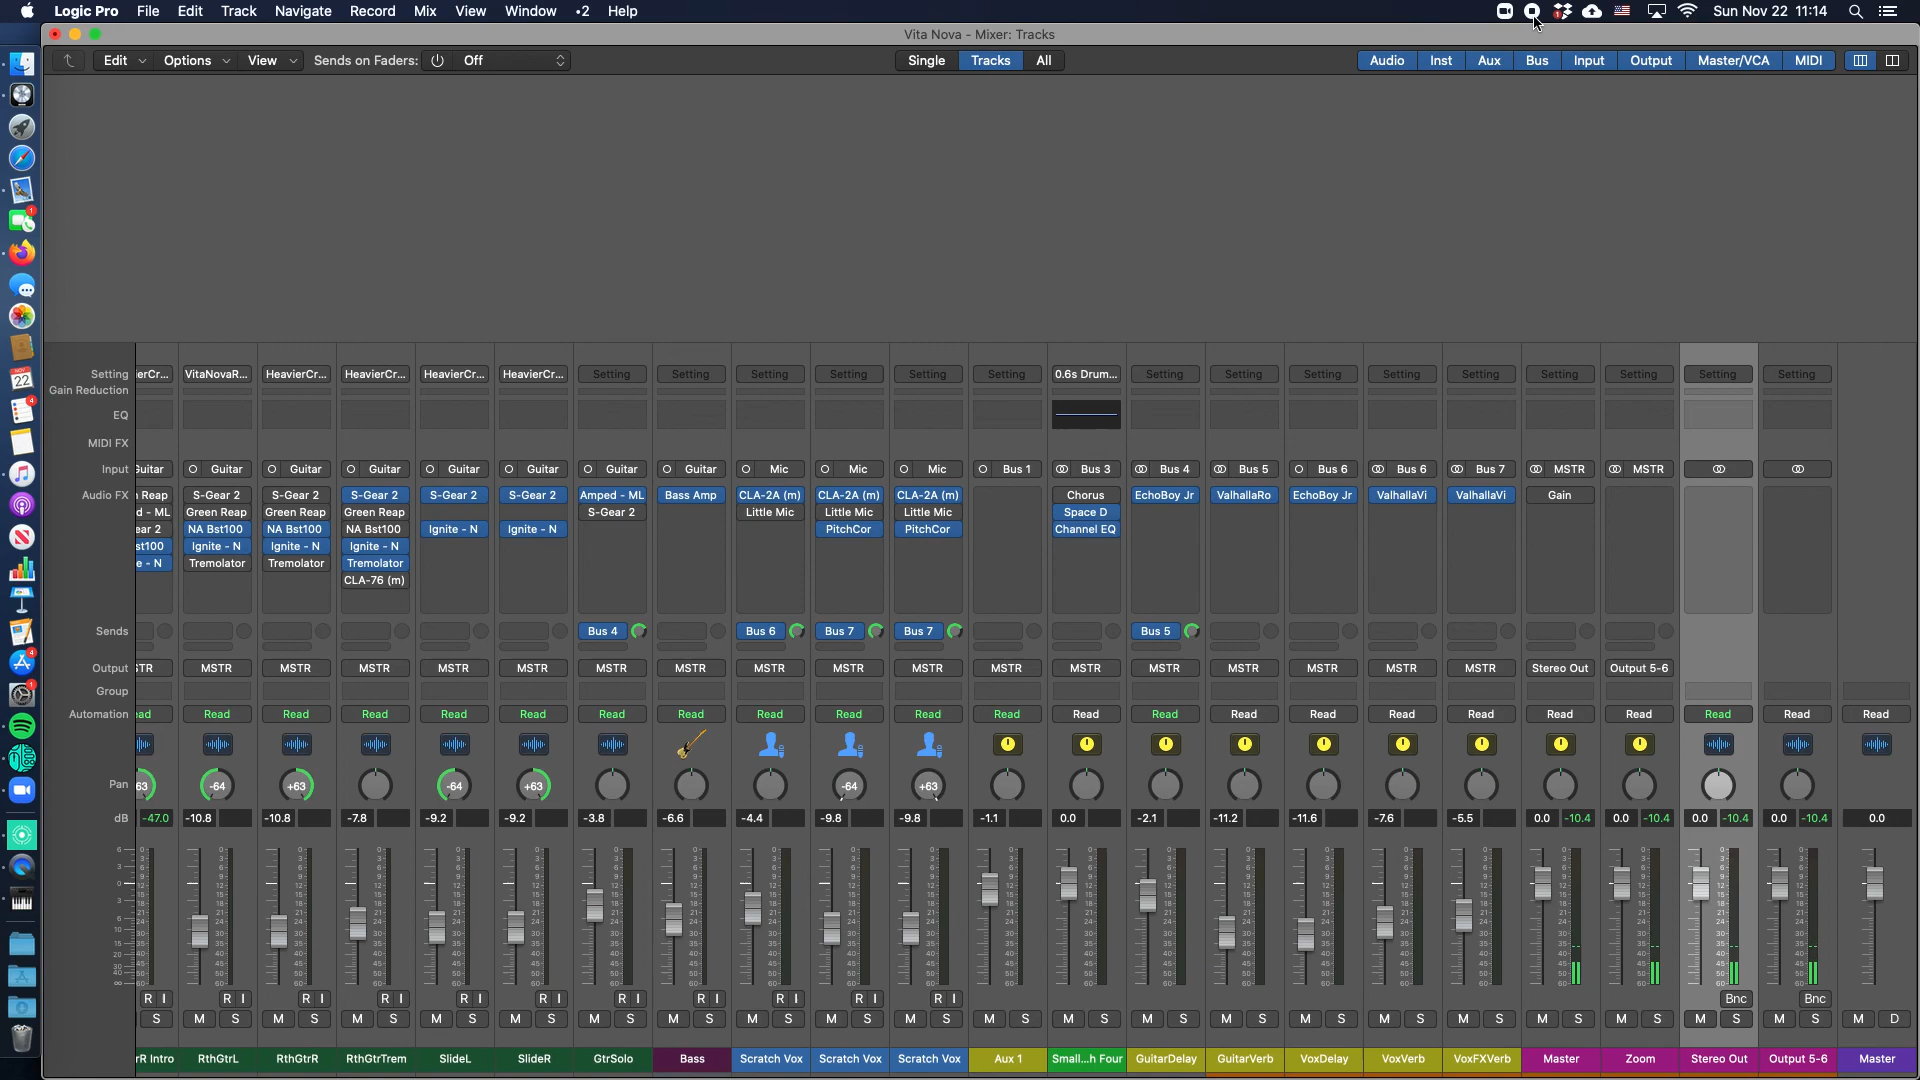 Logic Pro File Edit Track Navigate Record Mix View Window •2 Help Sun Nov 22 11:14
Vita Nova - Mixer: Tracks
Edit Options View Sends on Faders: Off Single Tracks All Audio Inst Aux Bus Input Output Master/VCA MIDI
Setting ierCr... VitaNovaR... HeavierCr... HeavierCr... HeavierCr... HeavierCr... Setting Setting Setting Setting Setting Setting 0.6s Drum... Setting Setting Setting Setting Setting Setting Setting Setting Setting
Gain Reduction
EQ
MIDI FX
Input Guitar Guitar Guitar Guitar Guitar Guitar Guitar Guitar Mic Mic Mic Bus 1 Bus 3 Bus 4 Bus 5 Bus 6 Bus 6 Bus 7 MSTR MSTR
Audio FX Reap S-Gear 2 S-Gear 2 S-Gear 2 S-Gear 2 S-Gear 2 Amped - ML Bass Amp CLA-2A (m) CLA-2A (m) CLA-2A (m) Chorus EchoBoy Jr ValhallaRo EchoBoy Jr ValhallaVi ValhallaVi Gain
d - ML Green Reap Green Reap Green Reap S-Gear 2 Little Mic Little Mic Little Mic Space D
ear 2 NA Bst100 NA Bst100 NA Bst100 Ignite - N Ignite - N PitchCor PitchCor Channel EQ
st100 Ignite - N Ignite - N Ignite - N
e - N Tremolator Tremolator Tremolator
CLA-76 (m)
Sends Bus 4 Bus 6 Bus 7 Bus 7 Bus 5
Output STR MSTR MSTR MSTR MSTR MSTR MSTR MSTR MSTR MSTR MSTR MSTR MSTR MSTR MSTR MSTR MSTR MSTR Stereo Out Output 5-6
Group
Automation ead Read Read Read Read Read Read Read Read Read Read Read Read Read Read Read Read Read Read Read Read Read Read
Pan 63 -64 +63 -64 +63 -64 +63
dB -47.0 -10.8 -10.8 -7.8 -9.2 -9.2 -3.8 -6.6 -4.4 -9.8 -9.8 -1.1 0.0 -2.1 -11.2 -11.6 -7.6 -5.5 0.0 -10.4 0.0 -10.4 0.0 -10.4 0.0 -10.4 0.0
R I R I R I R I R I R I R I R I R I R I R I Bnc Bnc
S M S M S M S M S M S M S M S M S M S M S M S M S M S M S M S M S M S M S M S M S M S M D
rR Intro RthGtrL RthGtrR RthGtrTrem SlideL SlideR GtrSolo Bass Scratch Vox Scratch Vox Scratch Vox Aux 1 Small...h Four GuitarDelay GuitarVerb VoxDelay VoxVerb VoxFXVerb Master Zoom Stereo Out Output 5-6 Master